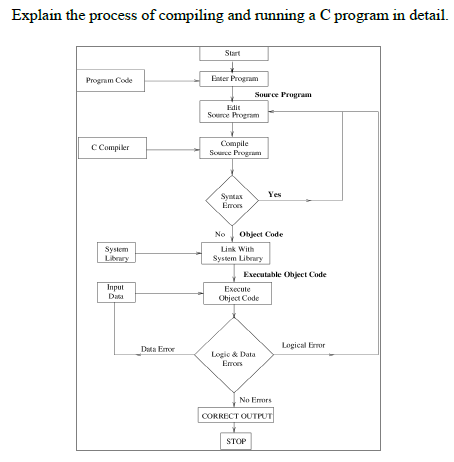 Explain the process of compiling and running a C program in detail.
Start
Program Code
Enter Program
Source Program
Edit
Source Program
C Compiler
Compile
Source Program
Syntax
Errors
Yes
No
Object Code
System
Library
Link With
System Library
Executable Object Code
Input
Data
Execute
Object Code
Data Error
Logic & Data
Errors
Logical Error
No Errors
CORRECT OUTPUT
STOP